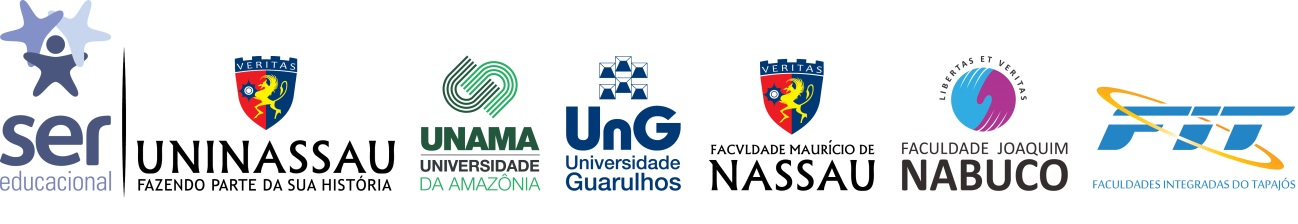 ser
educacional
VERITAS
UNINASSAU
FAZENDO PARTE DA SUA HISTÓRIA
UNAMA
UNIVERSIDADE
DA AMAZÔNIA
UnG
Universidade
Guarulhos
VERITAS
FACVLDADE MAURÍCIO DE
NASSAU
LIBERTAS ET VERITAS
FACULDADE JOAQUIM
NABUCO
FIT
FACULDADES INTEGRADAS DO TAPAJÓS